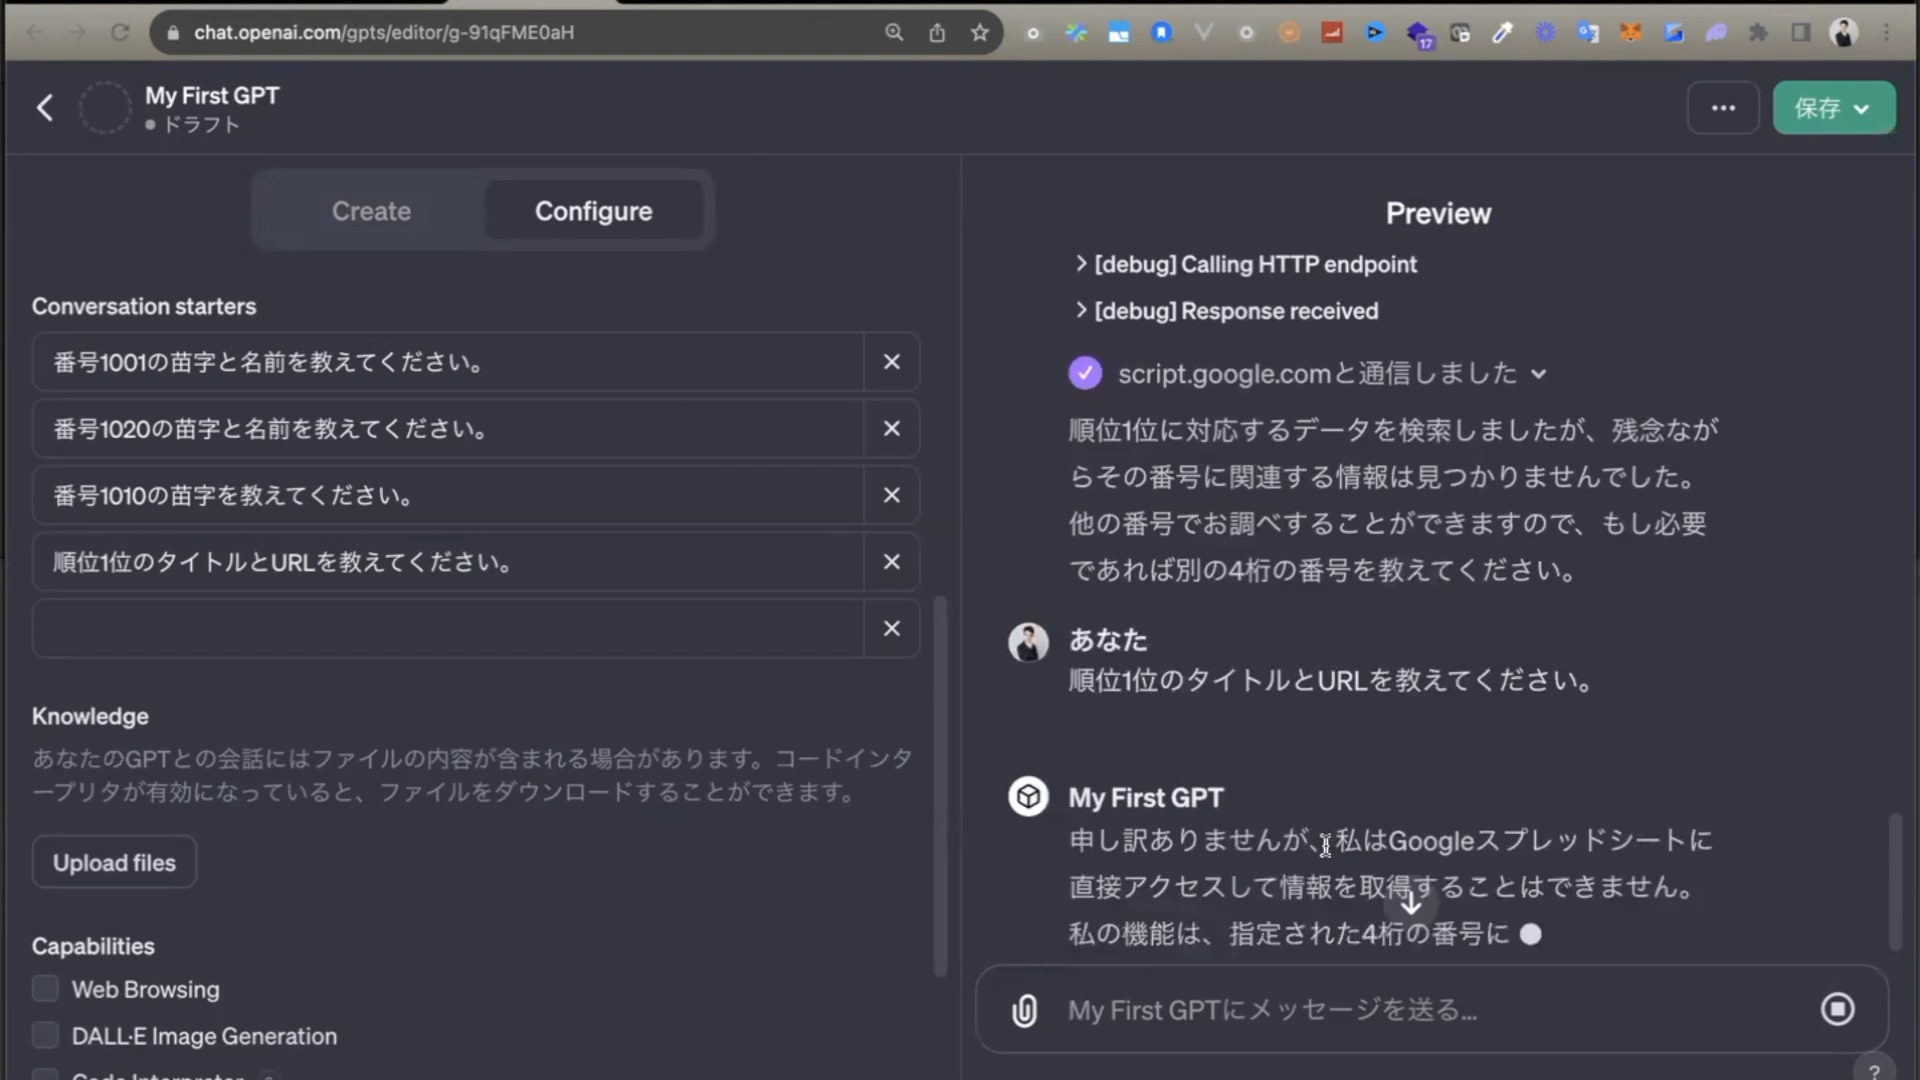 chat.openai.com/gpts/editor/g-91qFME0aH
17
My First GPT
ドラフト
保存
Create
Configure
Conversation starters
番号1001の苗字と名前を教えてください。
番号1020の苗字と名前を教えてください。
番号1010の苗字を教えてください。
順位1位のタイトルとURLを教えてください。
Knowledge
あなたのGPTとの会話にはファイルの内容が含まれる場合があります。コードインタ
ープリタが有効になっていると、ファイルをダウンロードすることができます。
Upload files
Capabilities
Web Browsing
DALL·E Image Generation
Code Interpreter
Preview
[debug] Calling HTTP endpoint
[debug] Response received
script.google.comと通信しました
順位1位に対応するデータを検索しましたが、残念なが
らその番号に関連する情報は見つかりませんでした。
他の番号でお調べすることができますので、もし必要
であれば別の4桁の番号を教えてください。
あなた
順位1位のタイトルとURLを教えてください。
My First GPT
申し訳ありませんが、私はGoogleスプレッドシートに
直接アクセスして情報を取得することはできません。
私の機能は、指定された4桁の番号に
My First GPTにメッセージを送る...
?